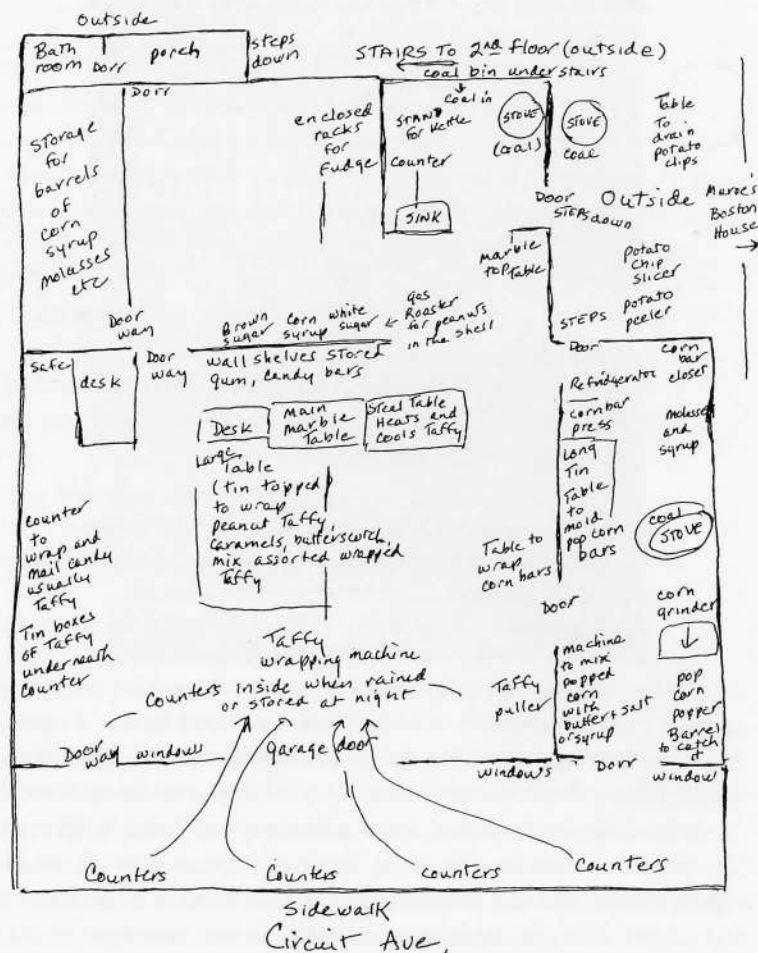 Outside
Bath
room
Dorr
porch
steps
down
STAIRS TO 2nd floor (outside)
coal bin under stairs
Dorr
Storage
for
barrels
of
corn
syrup
molasses
etc
enclosed
racks
for
fudge
coal in
STAND
for kettle
counter
SINK
STOVE
(coal)
STOVE
coal
Table
To
drain
potato
clips
Door
STEPS down
Outside
Boston
House
marble
top Table
potato
chip
slicer
potato
peeler
STEPS
Door
Door
way
Door
way
Brown
sugar
corn
syrup
white
sugar
gas
Roaster
for peanuts
in the shell
wall shelves stored
gum, candy bars
safe
desk
Desk
main
marble
Table
Steel Table
Heats and
Cools Taffy
Large
Table
(tin topped)
to wrap
peanut Taffy,
caramels, butterswich,
mix assorted wrapped
Taffy
Refridgerator
corn bar
press
Long
Tin
Table
to
mold
pop corn
bars
corn
bar
closet
molasses
and
syrup
coal
STOVE
Table to
wrap
corn bars
Door
corn
grinder
counter
to
wrap and
mail candy
usually
Taffy
Tin boxes
of Taffy
underneath
counter
Taffy
wrapping machine
Counters inside when rained
or stored at night
Taffy
puller
machine
to mix
popped
corn
with
butter + salt
or syrup
pop
corn
popper
Barrel
to catch
it
Door
way
windows
garage door
windows
Dorr
window
Counters
Counters
counters
Counters
Sidewalk
Circuit Ave,